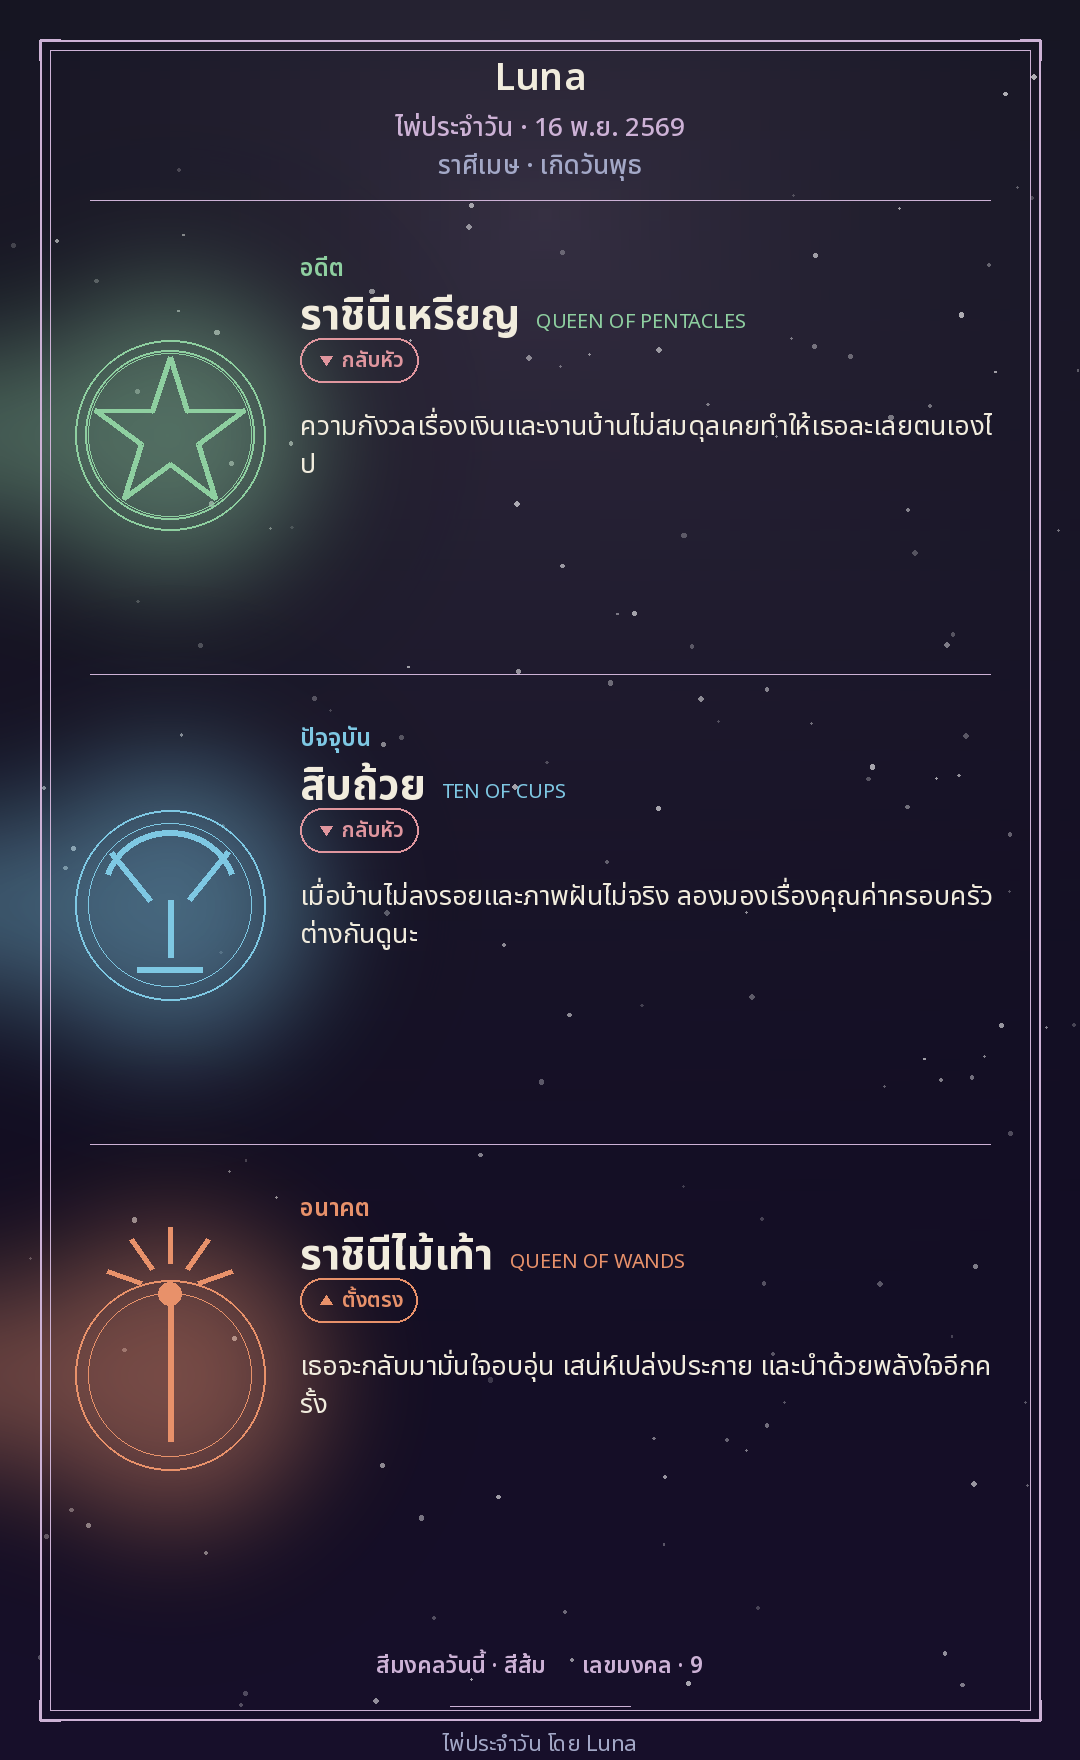 Luna
ไพ่ประจำวัน · 16 พ.ย. 2569
ราศีเมษ · เกิดวันพุธ
อดีต
ราชินีเหรียญ QUEEN OF PENTACLES
▼ กลับหัว
ความกังวลเรื่องเงินและงานบ้านไม่สมดุลเคยทำให้เธอละเลยตนเองไ
ป
ปัจจุบัน
สิบถ้วย TEN OF CUPS
▼ กลับหัว
เมื่อบ้านไม่ลงรอยและภาพฝันไม่จริง ลองมองเรื่องคุณค่าครอบครัว
ต่างกันดูนะ
อนาคต
ราชินีไม้เท้า QUEEN OF WANDS
▲ ตั้งตรง
เธอจะกลับมามั่นใจอบอุ่น เสน่ห์เปล่งประกาย และนำด้วยพลังใจอีกค
รั้ง
สีมงคลวันนี้ · สีส้ม เลขมงคล · 9
ไพ่ประจำวัน โดย Luna